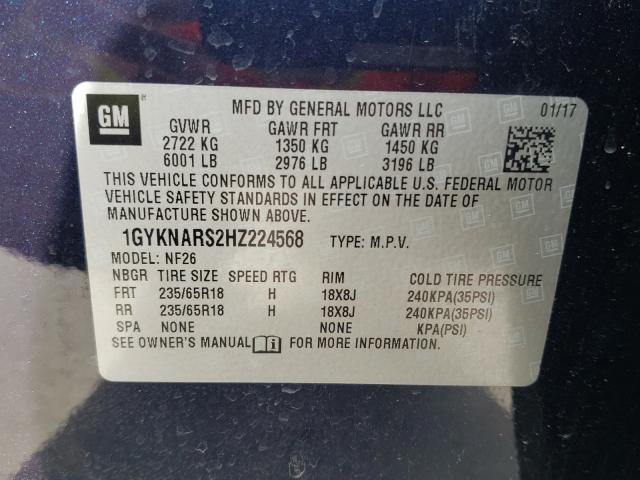 GM ® MFD BY GENERAL MOTORS LLC 01/17
GVWR GAWR FRT GAWR RR
2722 KG 1350 KG 1450 KG
6001 LB 2976 LB 3196 LB
THIS VEHICLE CONFORMS TO ALL APPLICABLE U.S. FEDERAL MOTOR
VEHICLE SAFETY STANDARDS IN EFFECT ON THE DATE OF
MANUFACTURE SHOWN ABOVE.
1GYKNARS2HZ224568 TYPE: M.P.V.
MODEL: NF26
NBGR TIRE SIZE SPEED RTG RIM COLD TIRE PRESSURE
FRT 235/65R18 H 18X8J 240KPA(35PSI)
RR 235/65R18 H 18X8J 240KPA(35PSI)
SPA NONE NONE KPA(PSI)
SEE OWNER'S MANUAL FOR MORE INFORMATION.